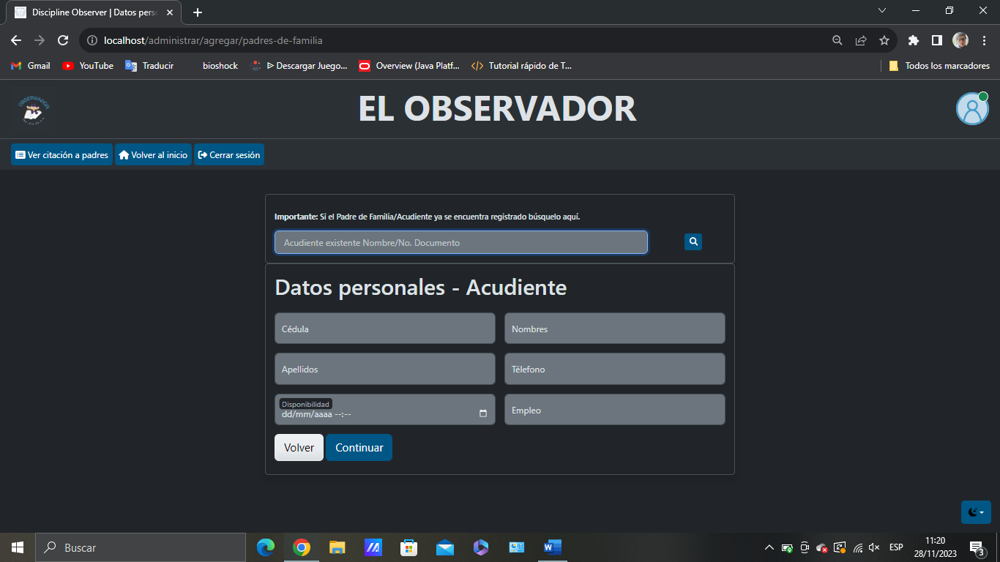 Discipline Observer | Datos pers
localhost/administrar/agregar/padres-de-familia
Gmail YouTube Traducir bioshock Descargar Juego... Overview (Java Platf... Tutorial rápido de T... Todos los marcadores
OBSERVADOR
EL OBSERVADOR
Ver citación a padres Volver al inicio Cerrar sesión
Importante: Si el Padre de Familia/Acudiente ya se encuentra registrado búsquelo aquí.
Acudiente existente Nombre/No. Documento
Datos personales - Acudiente
Cédula Nombres
Apellidos Télefono
Disponibilidad
dd/mm/aaaa --:--
Empleo
Volver Continuar
Buscar
ESP
11:20
28/11/2023
3